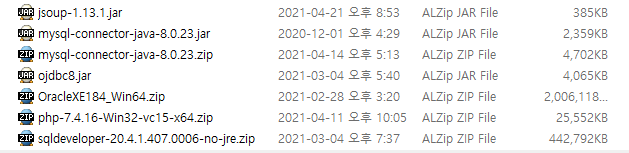 jsoup-1.13.1.jar 2021-04-21 오후 8:53 ALZip JAR File 385KB
mysql-connector-java-8.0.23.jar 2020-12-01 오후 4:29 ALZip JAR File 2,359KB
mysql-connector-java-8.0.23.zip 2021-04-14 오후 5:13 ALZip ZIP File 4,702KB
ojdbc8.jar 2021-03-04 오후 5:40 ALZip JAR File 4,065KB
OracleXE184_Win64.zip 2021-02-28 오후 3:20 ALZip ZIP File 2,006,118...
php-7.4.16-Win32-vc15-x64.zip 2021-04-11 오후 10:05 ALZip ZIP File 25,552KB
sqldeveloper-20.4.1.407.0006-no-jre.zip 2021-03-04 오후 7:37 ALZip ZIP File 442,792KB